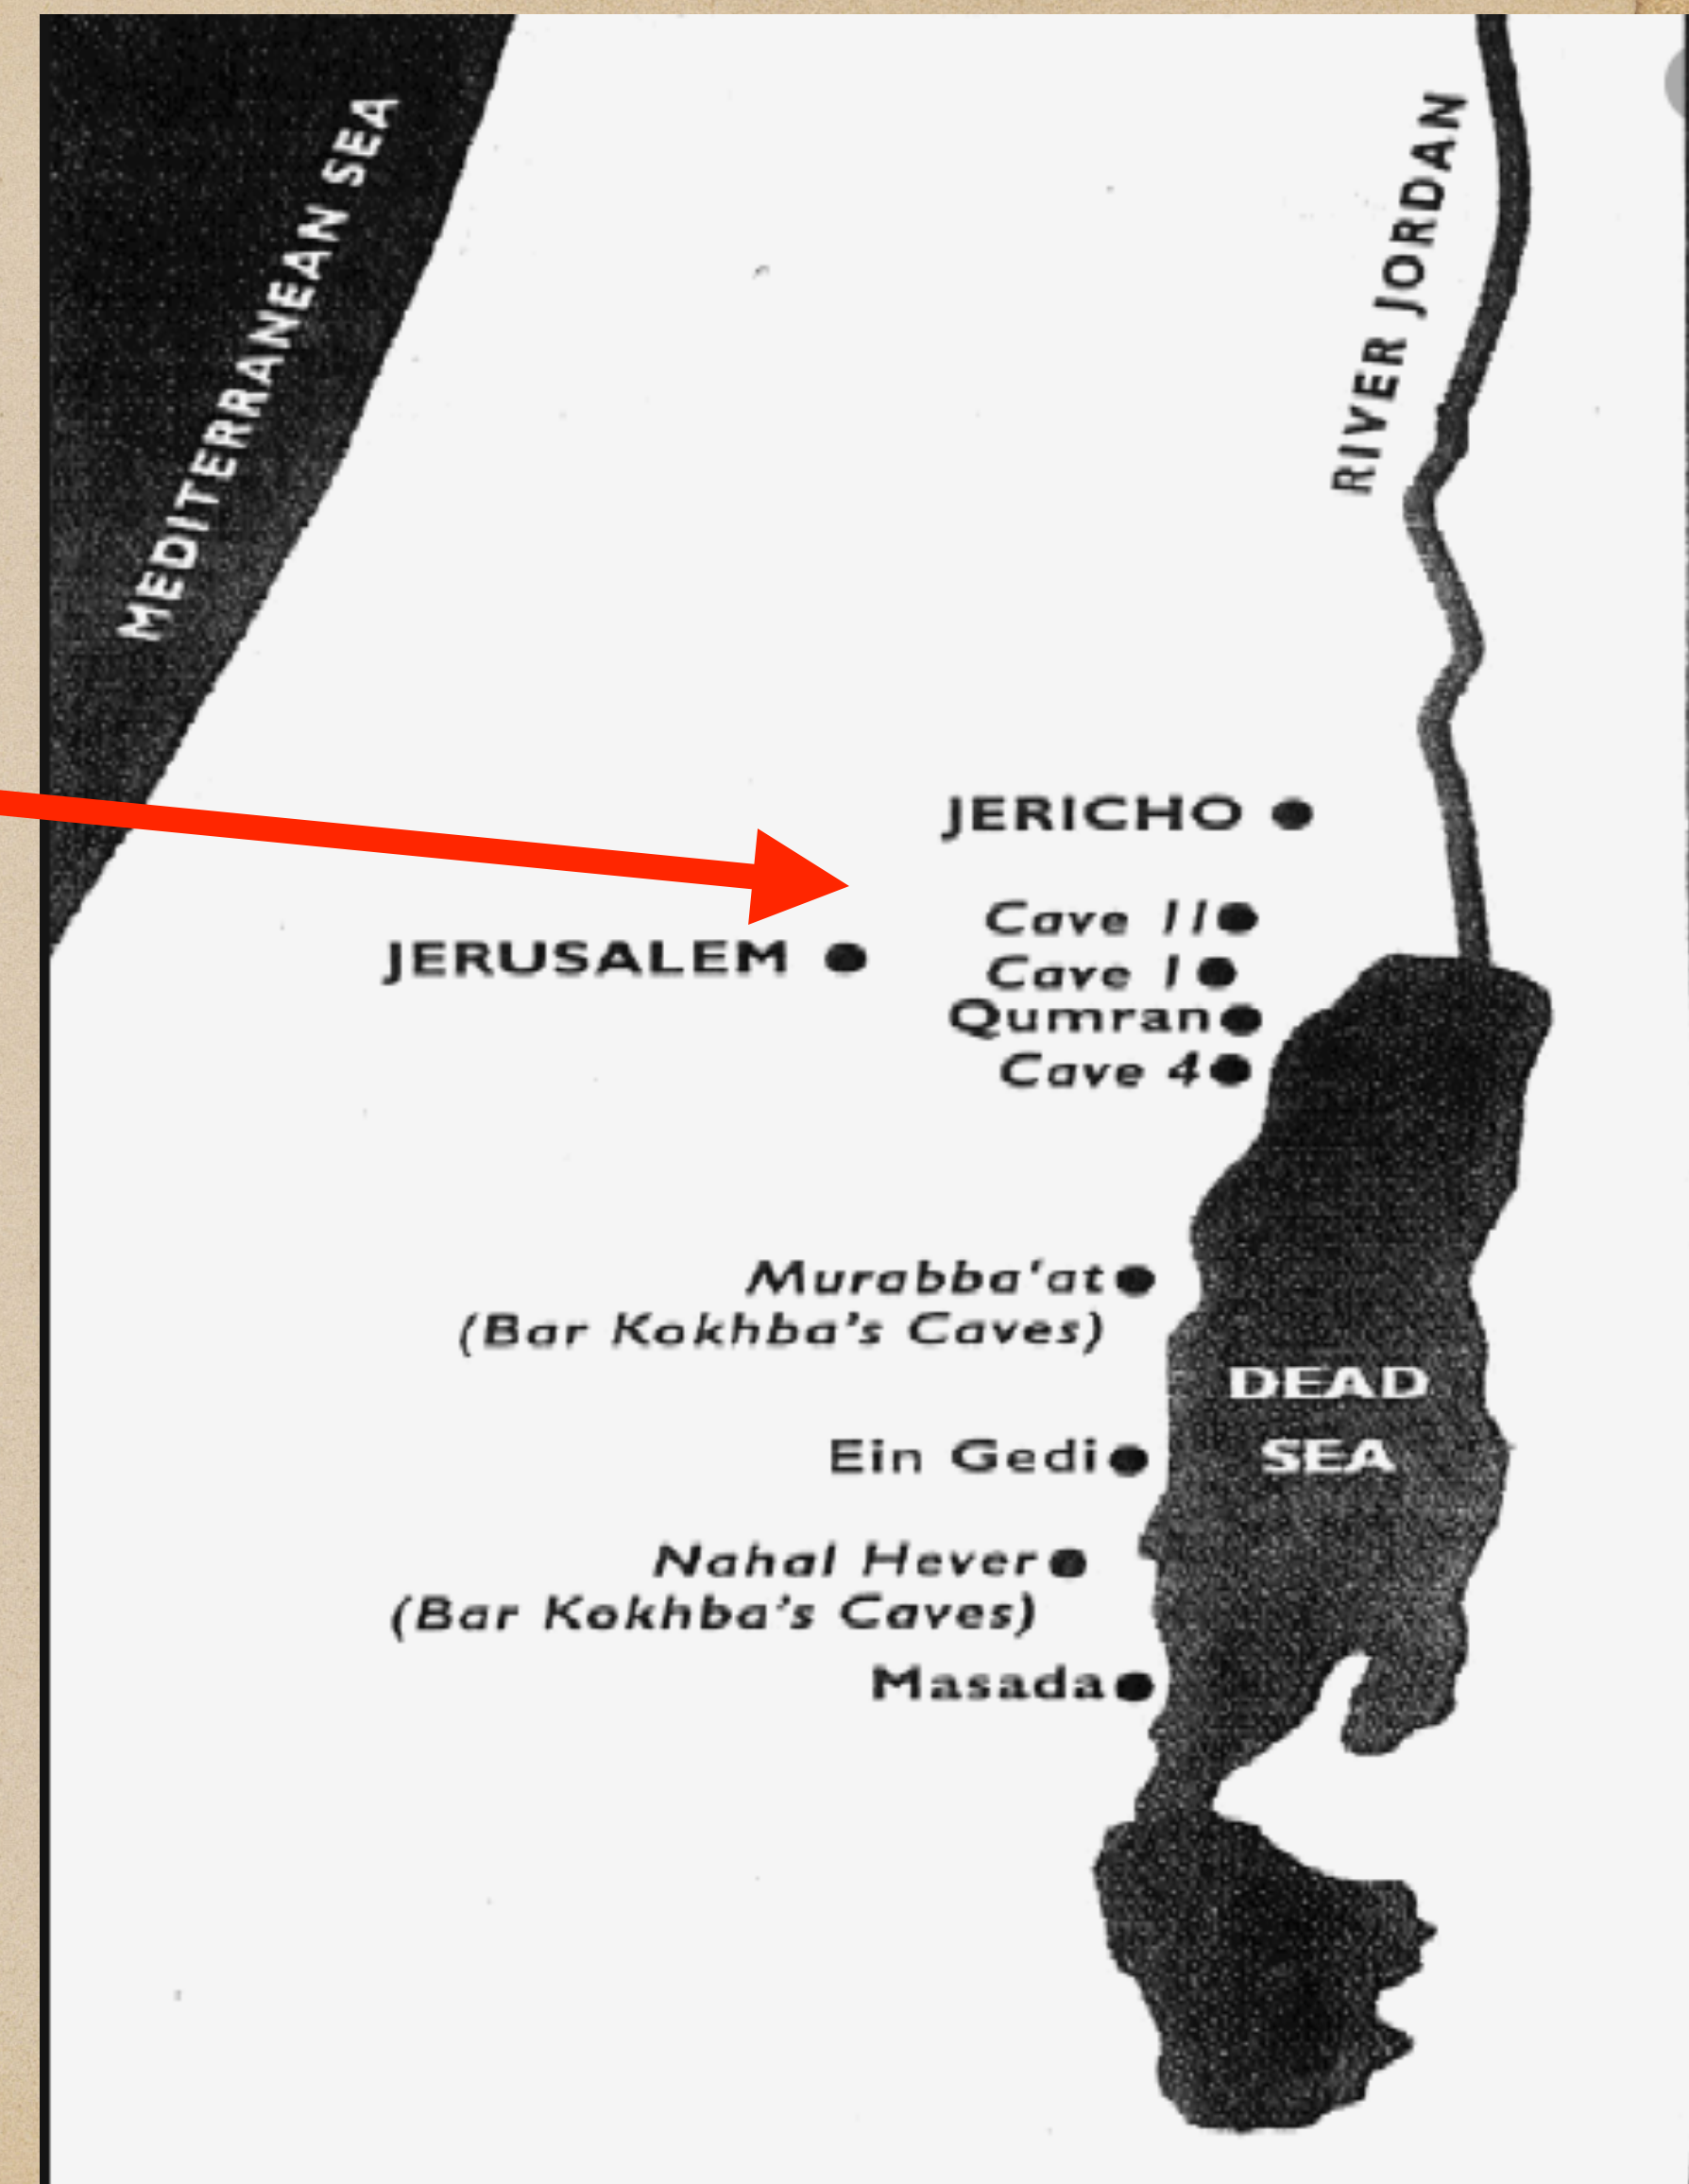 MEDITERRANEAN SEA
RIVER JORDAN
JERICHO
Cave 11
JERUSALEM
Cave 1
Qumran
Cave 4
Murabba'at
(Bar Kokhba's Caves)
DEAD
SEA
Ein Gedi
Nahal Hever
(Bar Kokhba's Caves)
Masada